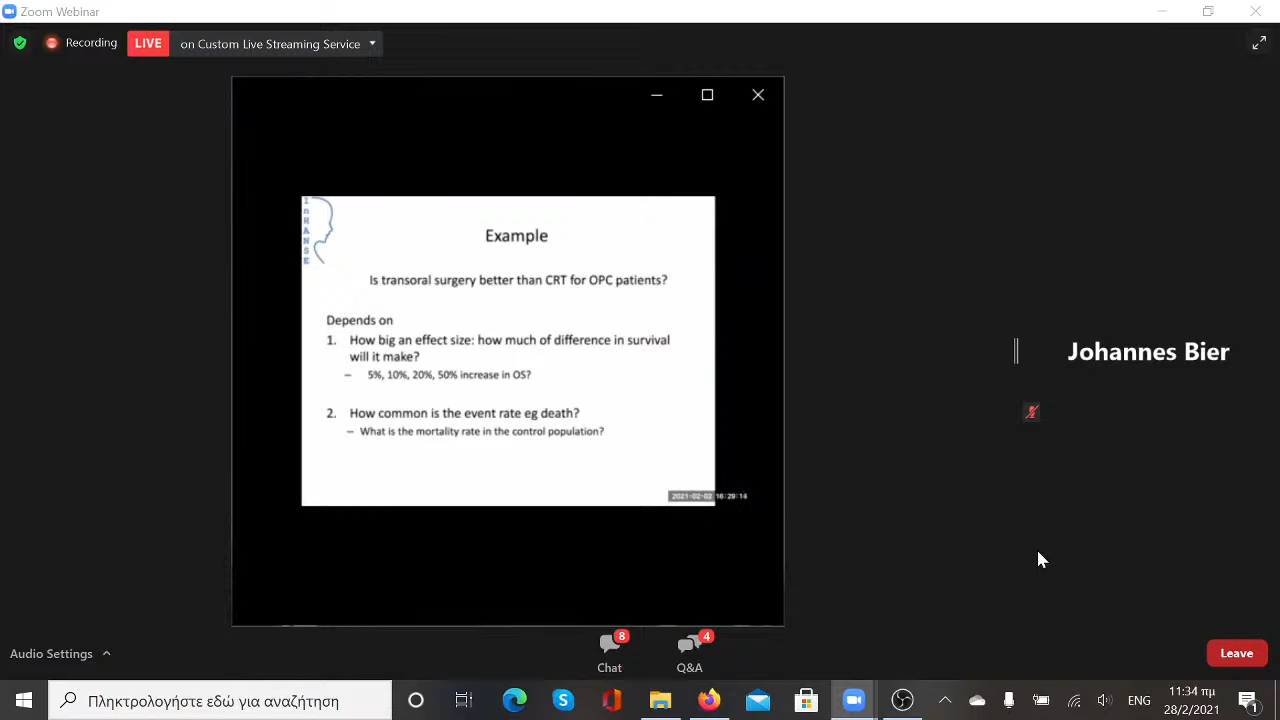 Zoom Webinar
Recording
LIVE
on Custom Live Streaming Service
InHANSE
Example
Is transoral surgery better than CRT for OPC patients?
Depends on
1. How big an effect size: how much of difference in survival
will it make?
– 5%, 10%, 20%, 50% increase in OS?
2. How common is the event rate eg death?
– What is the mortality rate in the control population?
2021-02-02 16:29:14
Johannes Bier
8
4
Audio Settings
Chat
Q&A
Leave
Πληκτρολογήστε εδώ για αναζήτηση
ENG
11:34 πμ
28/2/2021
1